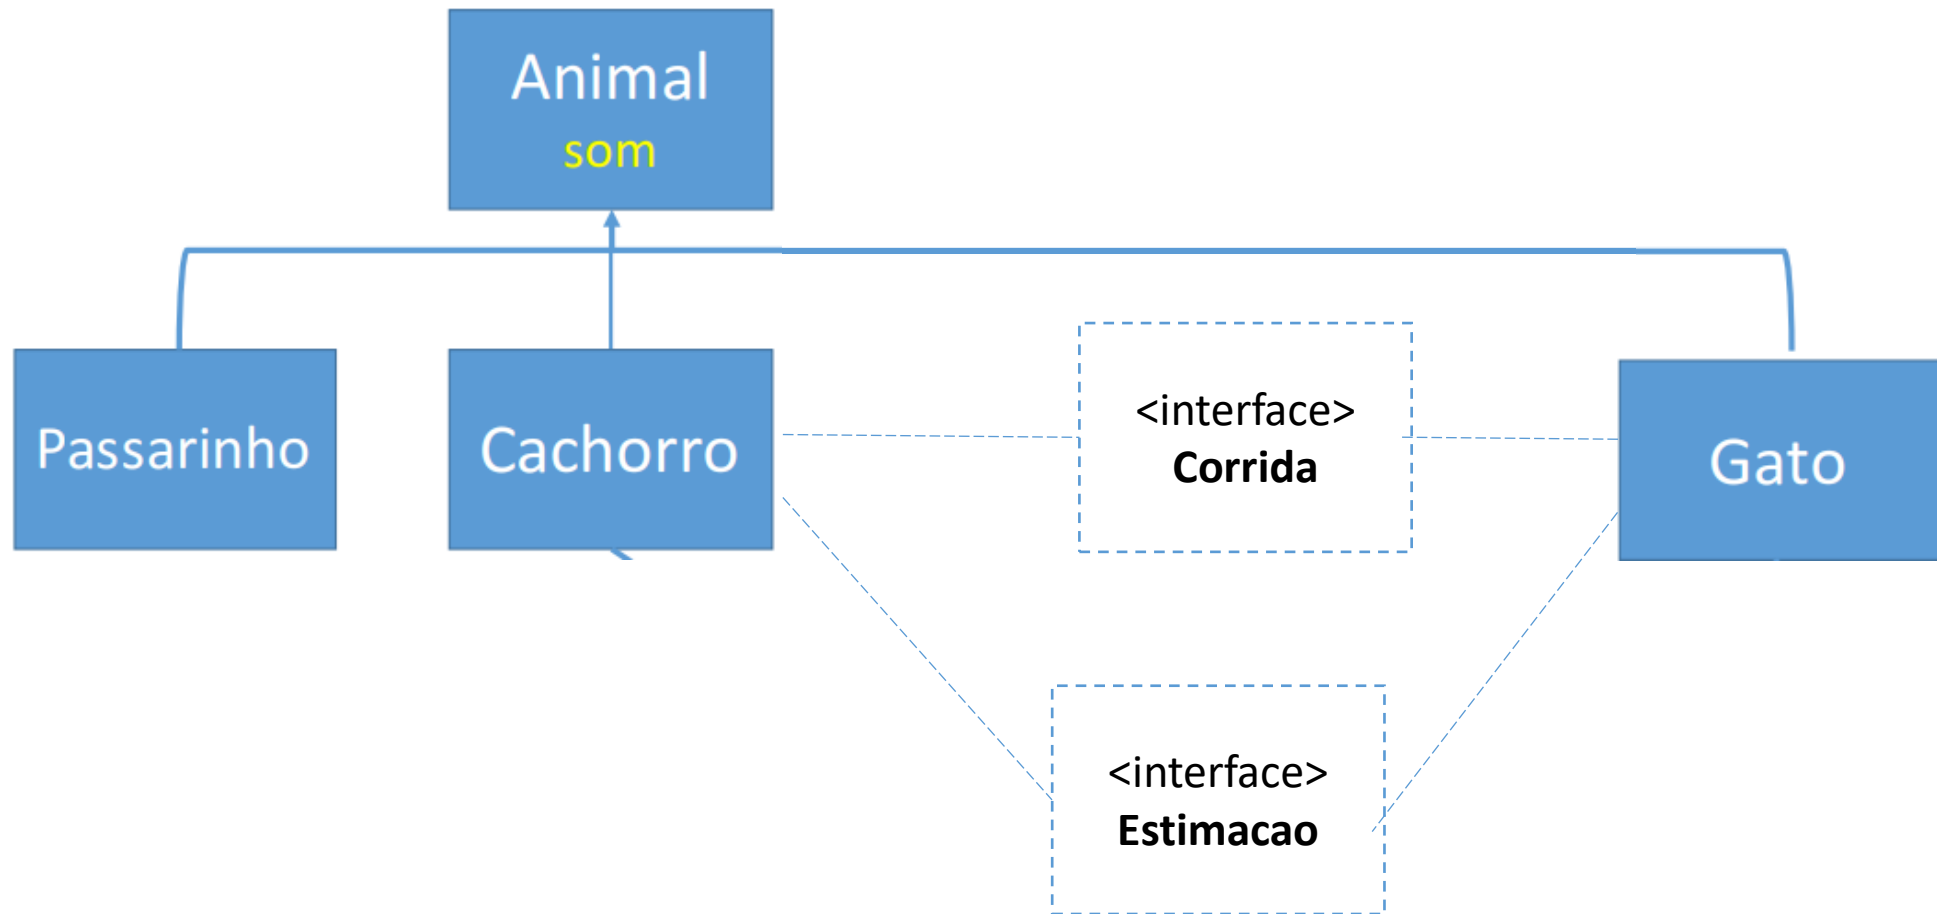 Animal
som
Passarinho
Cachorro
<interface>
Corrida
Gato
<interface>
Estimacao